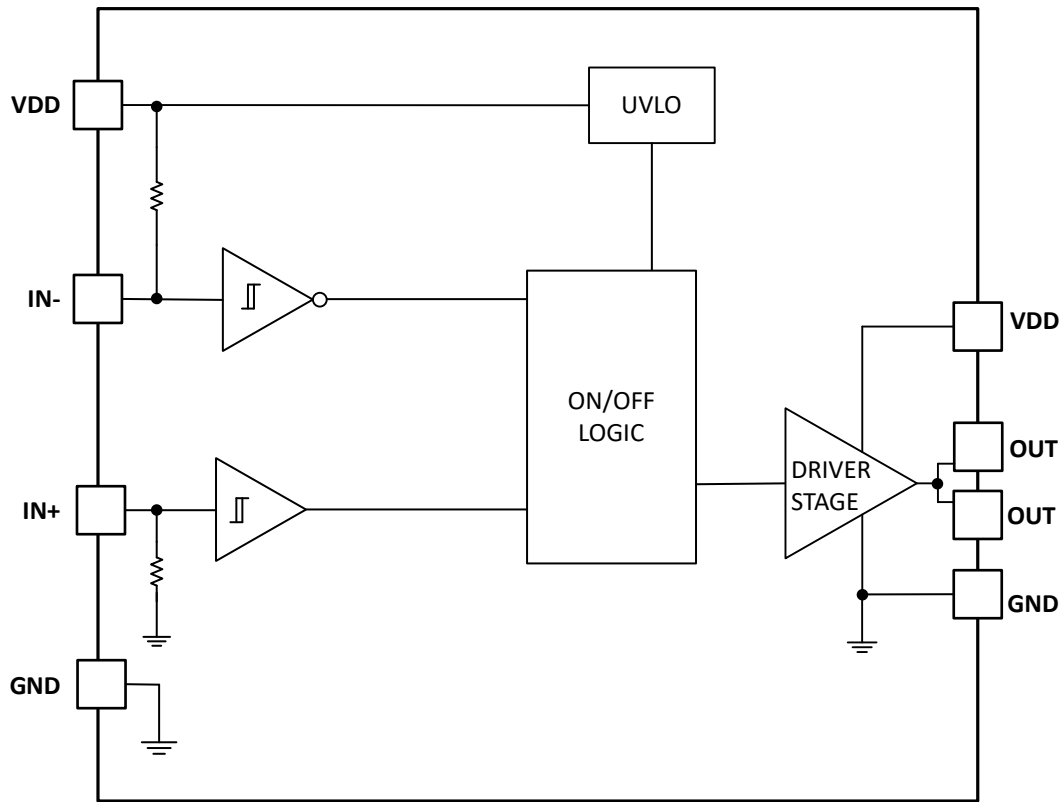 VDD
UVLO
IN-
VDD
ON/OFF
LOGIC
OUT
DRIVER
STAGE
IN+
OUT
GND
GND